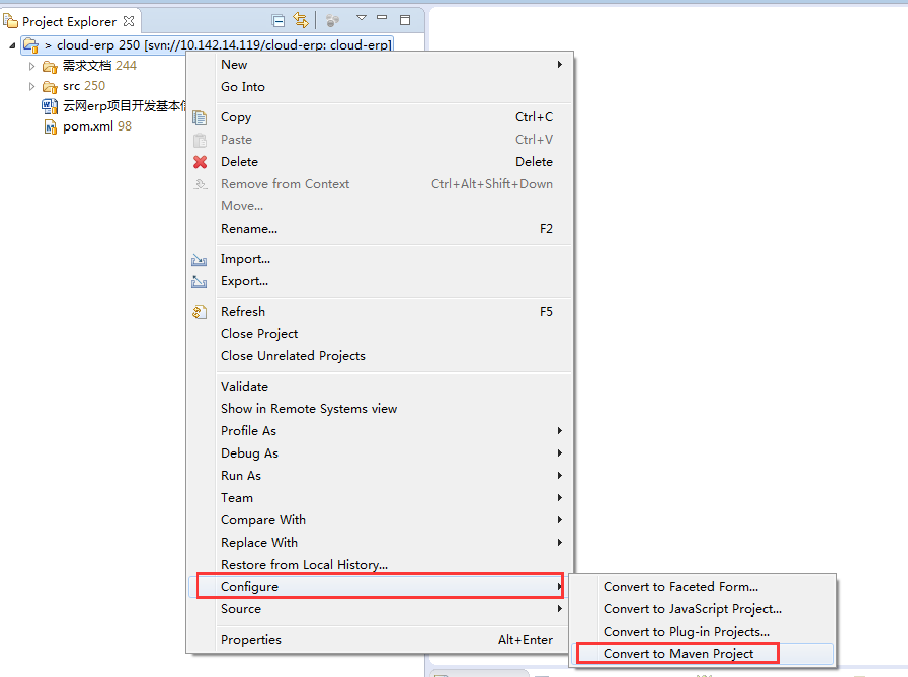 Project Explorer
> cloud-erp 250 [svn://10.142.14.119/cloud-erp: cloud-erp]
需求文档 244
src 250
云网erp项目开发基本
pom.xml 98
New
Go Into
Copy Ctrl+C
Paste Ctrl+V
Delete Delete
Remove from Context Ctrl+Alt+Shift+Down
Move...
Rename... F2
Import...
Export...
Refresh F5
Close Project
Close Unrelated Projects
Validate
Show in Remote Systems view
Profile As
Debug As
Run As
Team
Compare With
Replace With
Restore from Local History...
Configure
Source
Properties Alt+Enter
Convert to Faceted Form...
Convert to JavaScript Project...
Convert to Plug-in Projects...
Convert to Maven Project